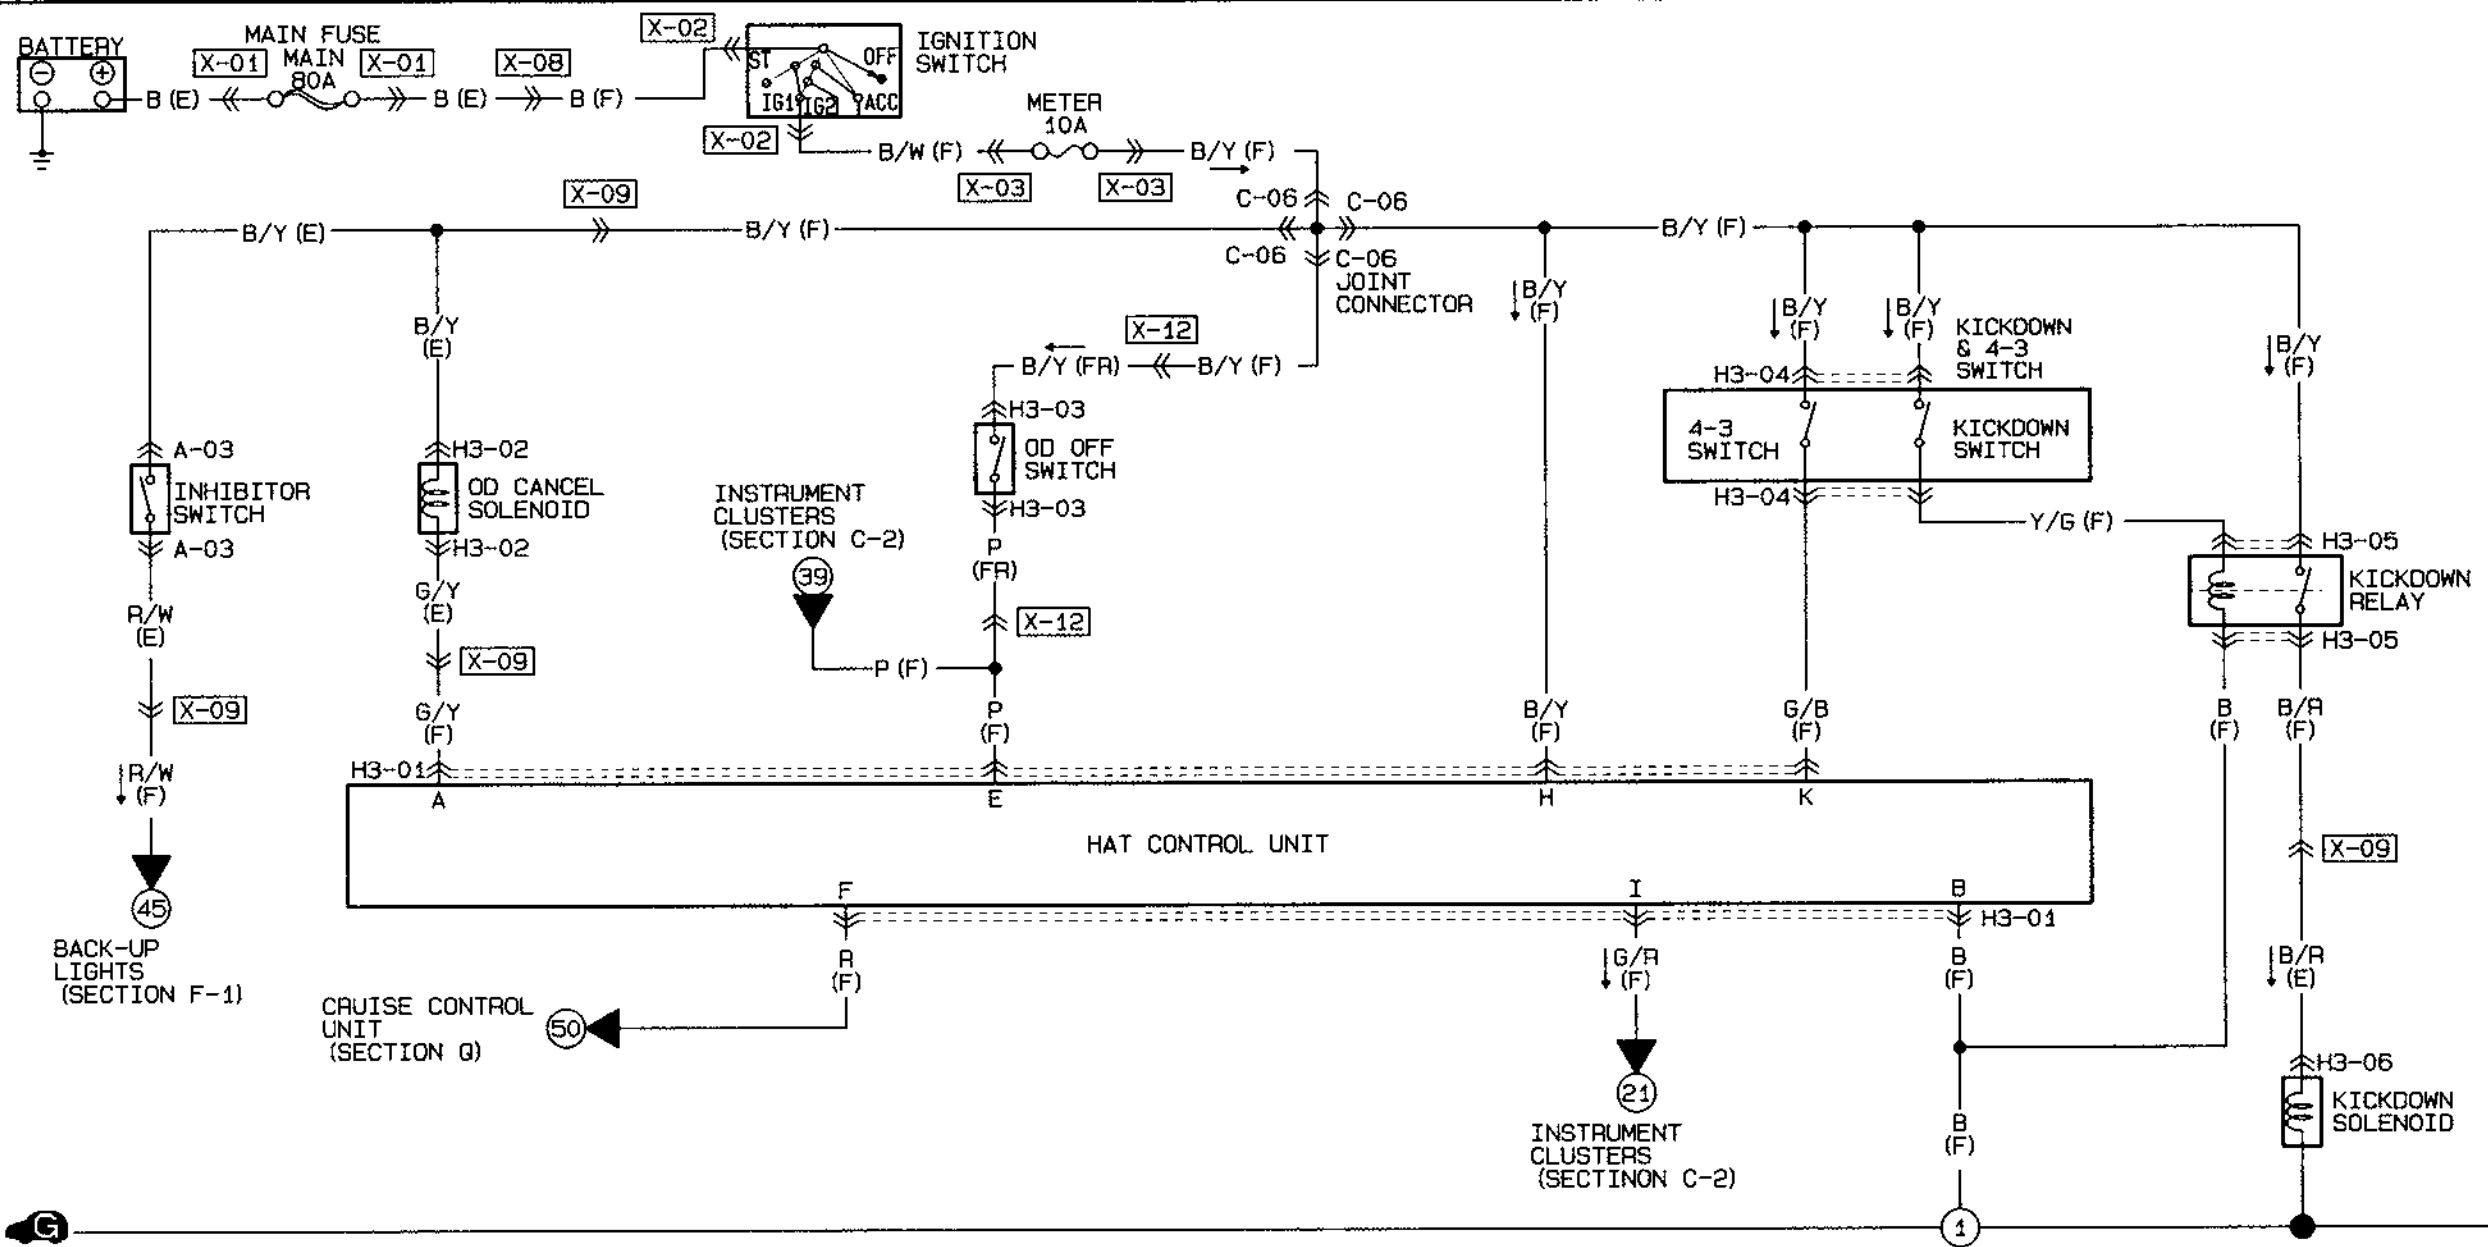 BATTERY
MAIN FUSE
MAIN
80A
X-01
X-01
X-08
X-02
B (E)
B (E)
B (F)
ST
OFF
IG1
IG2
ACC
IGNITION
SWITCH
X-02
B/W (F)
METER
10A
X-03
X-03
B/Y (F)
C-06
C-06
C-06
C-06
JOINT
CONNECTOR
X-09
B/Y (E)
B/Y (F)
B/Y (F)
B/Y
(E)
X-12
B/Y (FR)
B/Y (F)
B/Y
(F)
B/Y
(F)
B/Y
(F)
KICKDOWN
& 4-3
SWITCH
B/Y
(F)
H3-04
4-3
SWITCH
KICKDOWN
SWITCH
H3-04
Y/G (F)
A-03
INHIBITOR
SWITCH
A-03
H3-02
OD CANCEL
SOLENOID
H3-02
H3-03
OD OFF
SWITCH
H3-03
INSTRUMENT
CLUSTERS
(SECTION C-2)
39
P
(FR)
X-12
P (F)
P
(F)
H3-05
KICKDOWN
RELAY
H3-05
R/W
(E)
X-09
R/W
(F)
45
BACK-UP
LIGHTS
(SECTION F-1)
G/Y
(E)
X-09
G/Y
(F)
B/Y
(F)
G/B
(F)
B
(F)
B/R
(F)
H3-01
A
E
H
K
HAT CONTROL UNIT
F
I
B
H3-01
X-09
R
(F)
CRUISE CONTROL
UNIT
(SECTION Q)
50
G/R
(F)
21
INSTRUMENT
CLUSTERS
(SECTINON C-2)
B
(F)
B
(F)
B/R
(E)
H3-06
KICKDOWN
SOLENOID
G
1